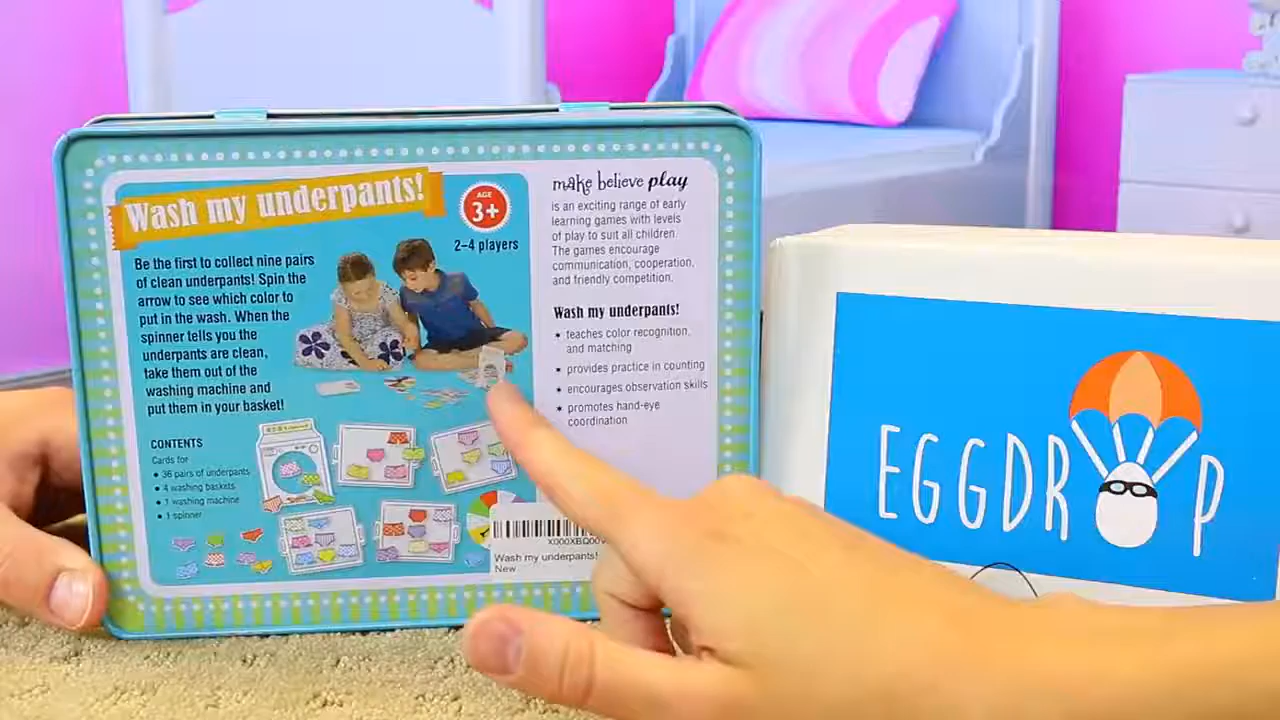 Wash my underpants!
AGE
3+
2–4 players
Be the first to collect nine pairs
of clean underpants! Spin the
arrow to see which color to
put in the wash. When the
spinner tells you the
underpants are clean,
take them out of the
washing machine and
put them in your basket!
CONTENTS
Cards for
• 36 pairs of underpants
• 4 washing baskets
• 1 washing machine
• 1 spinner
make believe play
is an exciting range of early
learning games with levels
of play to suit all children.
The games encourage
communication, cooperation,
and friendly competition.
Wash my underpants!
• teaches color recognition,
and matching
• provides practice in counting
• encourages observation skills
• promotes hand-eye
coordination
Wash my underpants!
New
EGGDROP